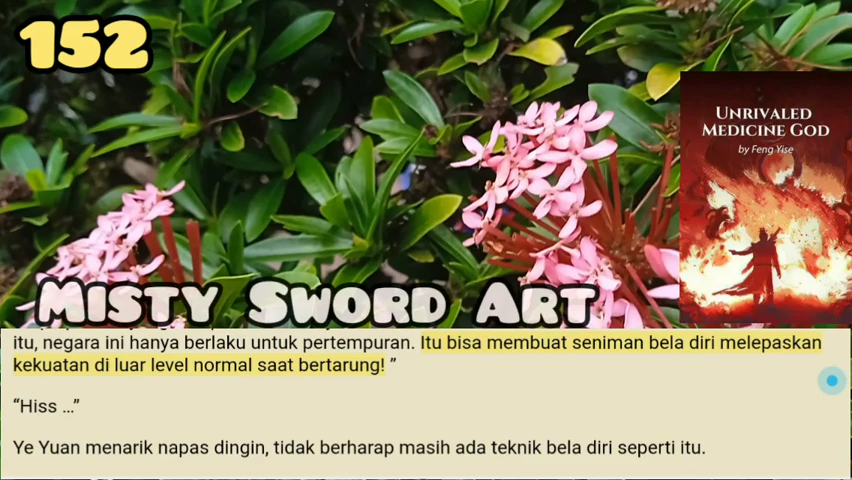 152
UNRIVALED
MEDICINE GOD
by Feng Yise
MISTY SWORD ART
itu, negara ini hanya berlaku untuk pertempuran. Itu bisa membuat seniman bela diri melepaskan
kekuatan di luar level normal saat bertarung! ”
“Hiss ...”
Ye Yuan menarik napas dingin, tidak berharap masih ada teknik bela diri seperti itu.